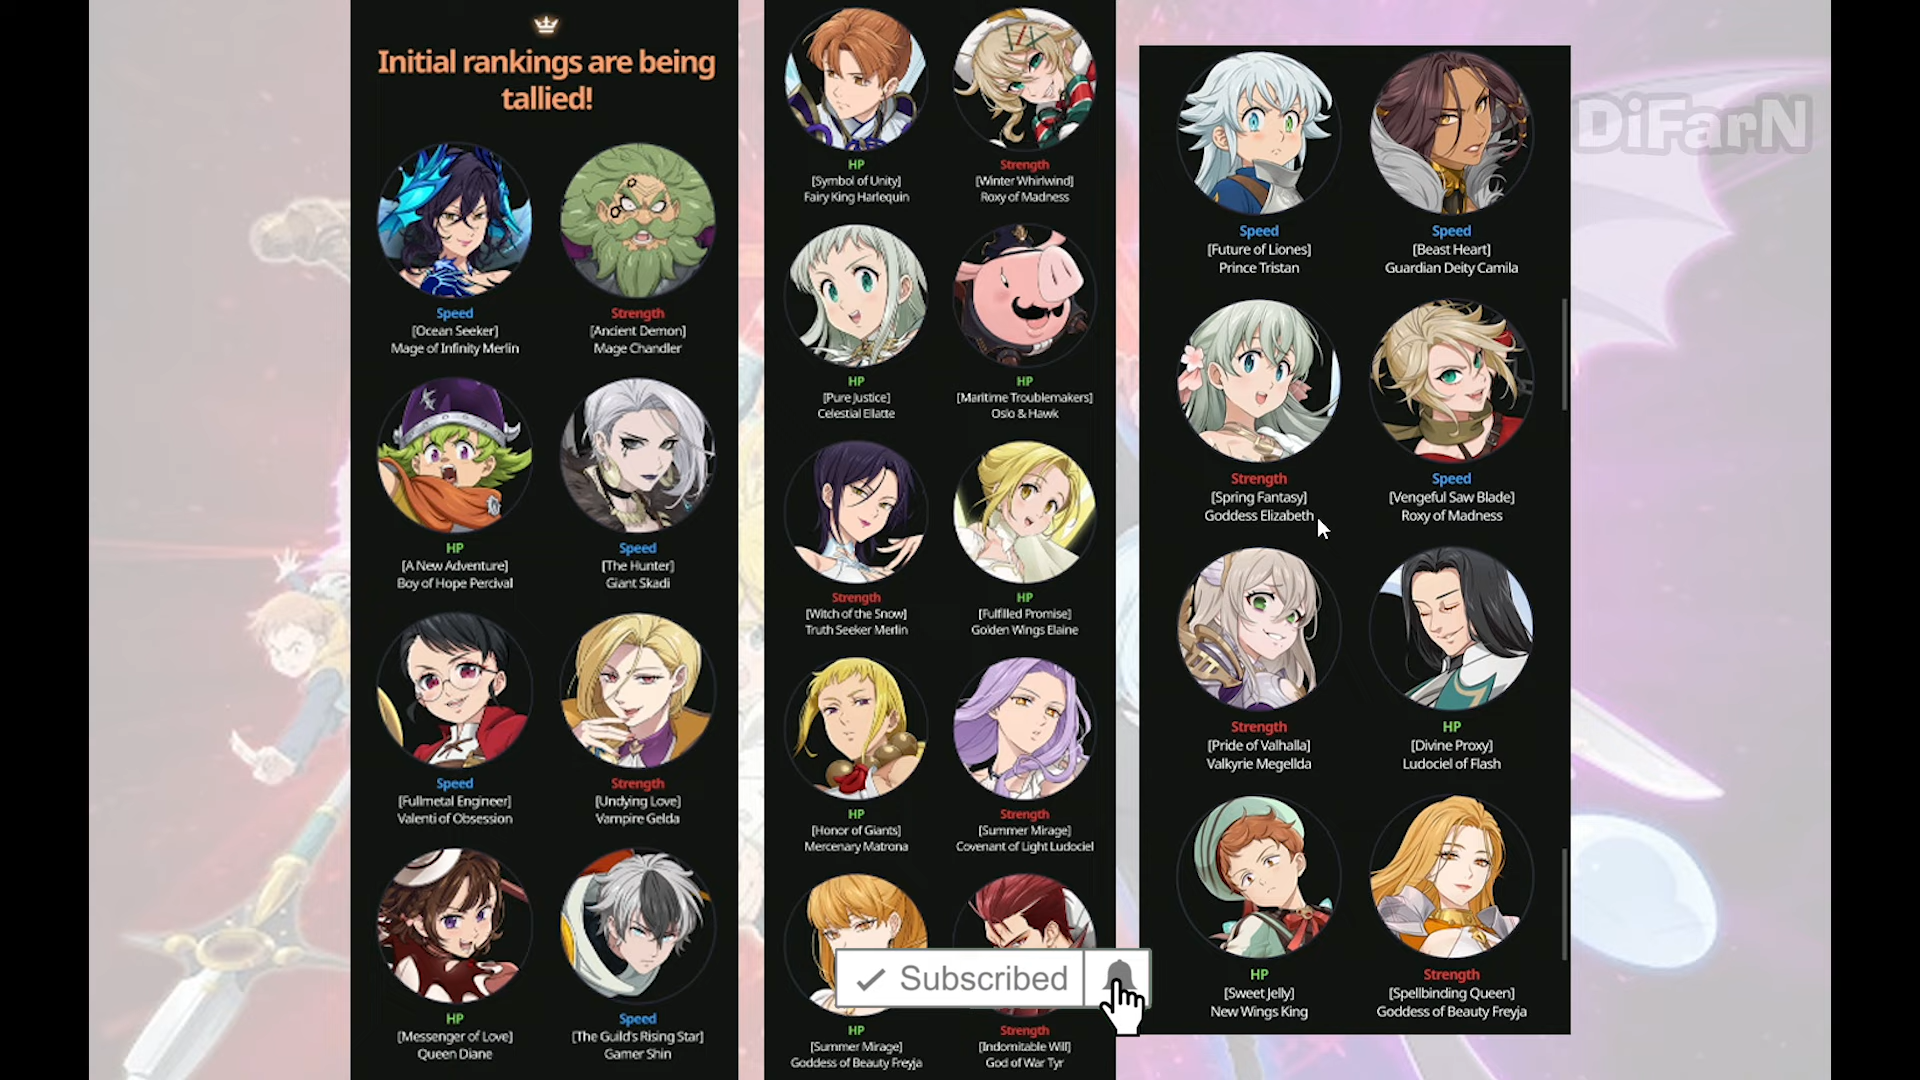 Initial rankings are being
tallied!
Speed
[Ocean Seeker]
Mage of Infinity Merlin
Strength
[Ancient Demon]
Mage Chandler
HP
[A New Adventure]
Boy of Hope Percival
Speed
[The Hunter]
Giant Skadi
Speed
[Fullmetal Engineer]
Valenti of Obsession
Strength
[Undying Love]
Vampire Gelda
HP
[Messenger of Love]
Queen Diane
Speed
[The Guild's Rising Star]
Gamer Shin
HP
[Symbol of Unity]
Fairy King Harlequin
Strength
[Winter Whirlwind]
Roxy of Madness
HP
[Pure Justice]
Celestial Ellatte
HP
[Maritime Troublemakers]
Oslo & Hawk
Strength
[Witch of the Snow]
Truth Seeker Merlin
HP
[Fulfilled Promise]
Golden Wings Elaine
HP
[Honor of Giants]
Mercenary Matrona
Strength
[Summer Mirage]
Covenant of Light Ludociel
HP
[Summer Mirage]
Goddess of Beauty Freyja
Strength
[Indomitable Will]
God of War Tyr
Subscribed
Speed
[Future of Liones]
Prince Tristan
Speed
[Beast Heart]
Guardian Deity Camila
Strength
[Spring Fantasy]
Goddess Elizabeth
Speed
[Vengeful Saw Blade]
Roxy of Madness
Strength
[Pride of Valhalla]
Valkyrie Megellda
HP
[Divine Proxy]
Ludociel of Flash
HP
[Sweet Jelly]
New Wings King
Strength
[Spellbinding Queen]
Goddess of Beauty Freyja
DiFarN